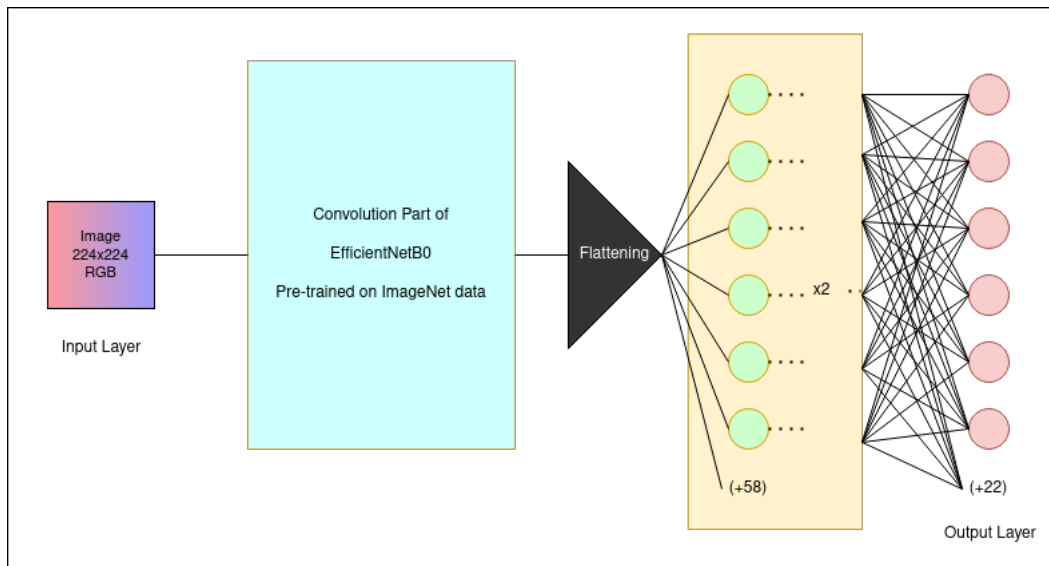 Image
224x224
RGB
Input Layer
Convolution Part of
EfficientNetB0
Pre-trained on ImageNet data
Flattening
x2
(+58)
(+22)
Output Layer